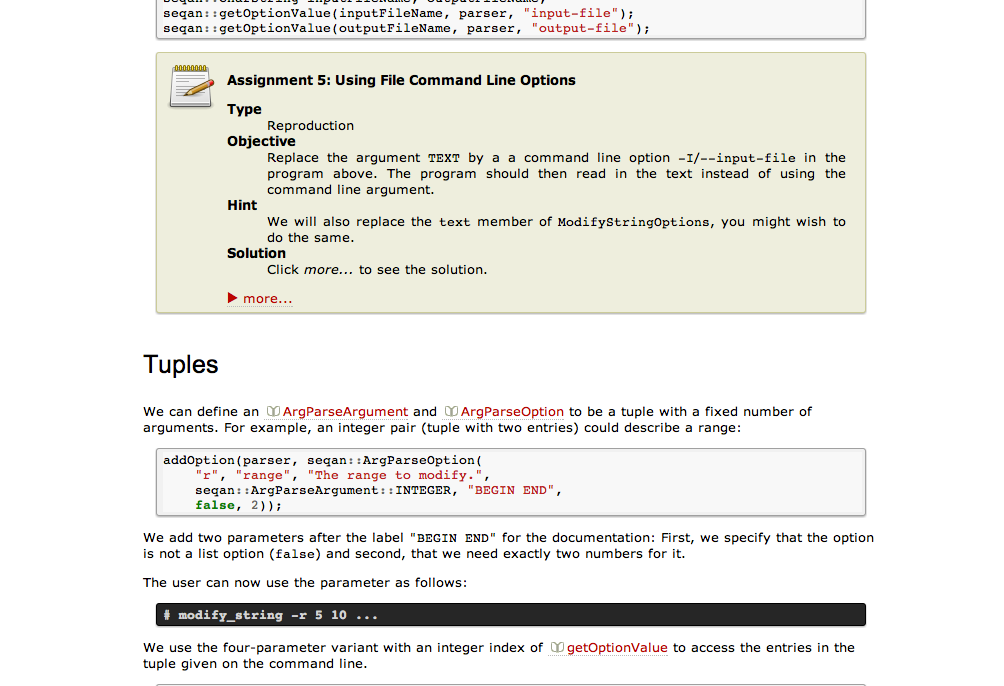 seqan::getOptionValue(inputFileName, parser, "input-file");
seqan::getOptionValue(outputFileName, parser, "output-file");
Assignment 5: Using File Command Line Options
Type
Reproduction
Objective
Replace the argument TEXT by a a command line option -I/--input-file in the
program above. The program should then read in the text instead of using the
command line argument.
Hint
We will also replace the text member of ModifyStringOptions, you might wish to
do the same.
Solution
Click more... to see the solution.
more...
Tuples
We can define an ArgParseArgument and ArgParseOption to be a tuple with a fixed number of
arguments. For example, an integer pair (tuple with two entries) could describe a range:
addOption(parser, seqan::ArgParseOption(
"r", "range", "The range to modify.",
seqan::ArgParseArgument::INTEGER, "BEGIN END",
false, 2));
We add two parameters after the label "BEGIN END" for the documentation: First, we specify that the option
is not a list option (false) and second, that we need exactly two numbers for it.
The user can now use the parameter as follows:
# modify_string -r 5 10 ...
We use the four-parameter variant with an integer index of getOptionValue to access the entries in the
tuple given on the command line.